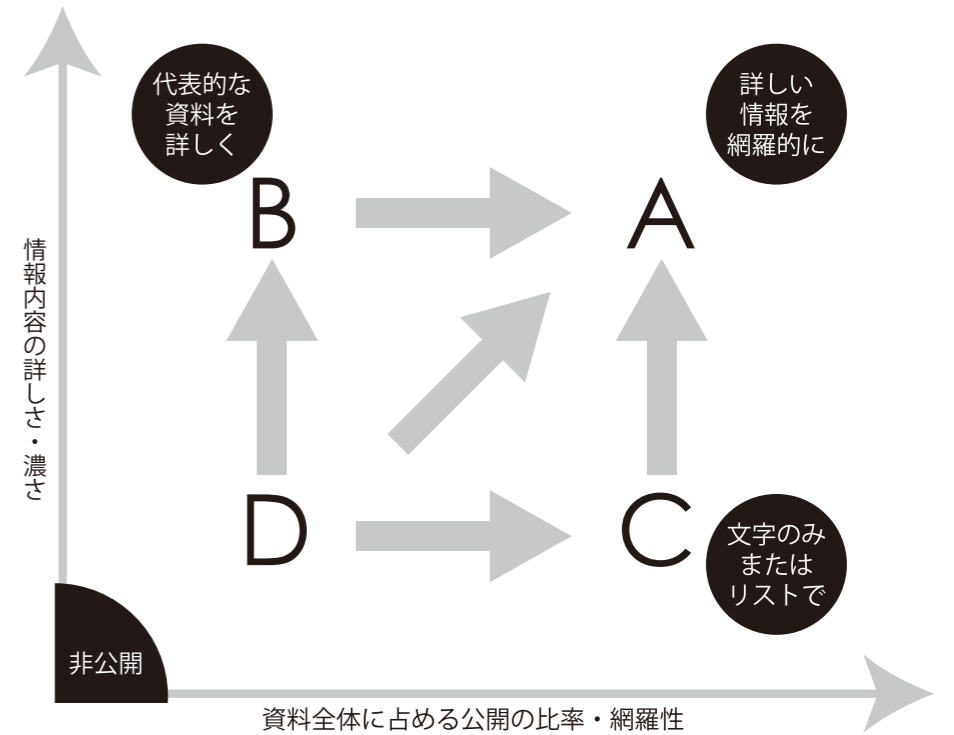 代表的な
資料を
詳しく
詳しい
情報を
網羅的に
B
A
情報内容の詳しさ・濃さ
D
C
文字のみ
または
リストで
非公開
資料全体に占める公開の比率・網羅性